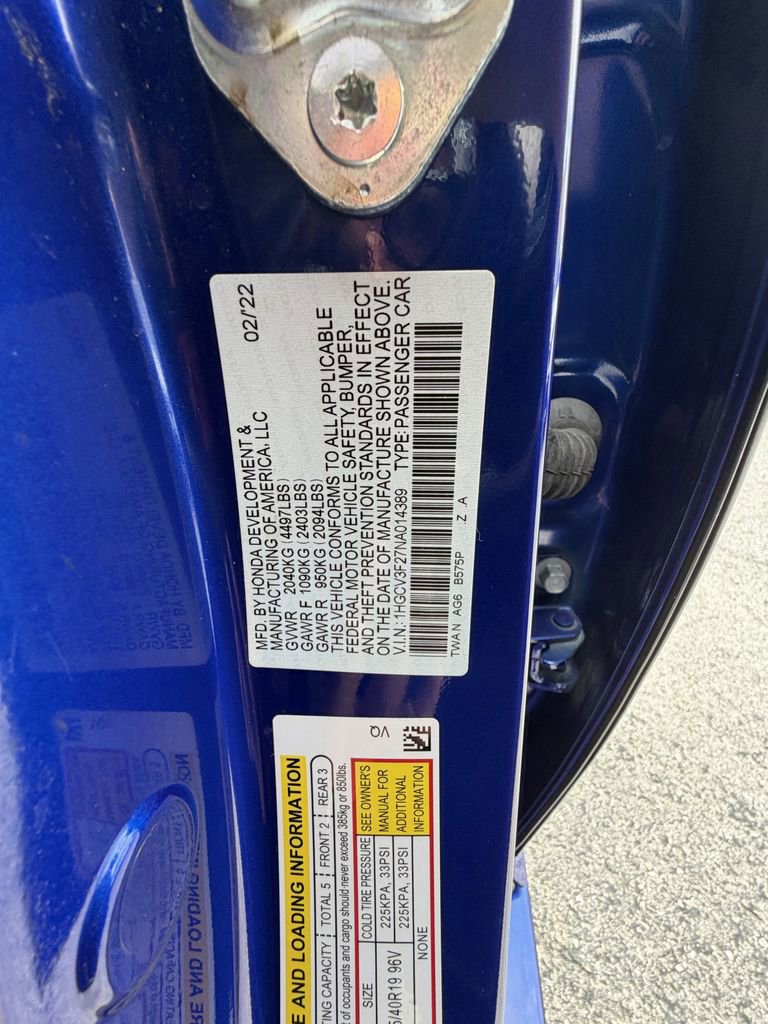 MFD. BY HONDA DEVELOPMENT & 02/'22
MANUFACTURING OF AMERICA, LLC
GVWR 2040KG (4497LBS)
GAWR F 1090KG (2403LBS)
GAWR R 950KG (2094LBS)
THIS VEHICLE CONFORMS TO ALL APPLICABLE
FEDERAL MOTOR VEHICLE SAFETY, BUMPER,
AND THEFT PREVENTION STANDARDS IN EFFECT
ON THE DATE OF MANUFACTURE SHOWN ABOVE.
V.I.N.: 1HGCV3F27NA014389 TYPE:PASSENGER CAR
TWA N AG6 B575P Z .A
E AND LOADING INFORMATION
TING CAPACITY TOTAL 5 FRONT 2 REAR 3
t of occupants and cargo should never exceed 385kg or 850lbs.
SIZE COLD TIRE PRESSURE SEE OWNER'S
MANUAL FOR
ADDITIONAL
INFORMATION
225KPA, 33PSI
5/40R19 96V 225KPA, 33PSI
NONE
VQ